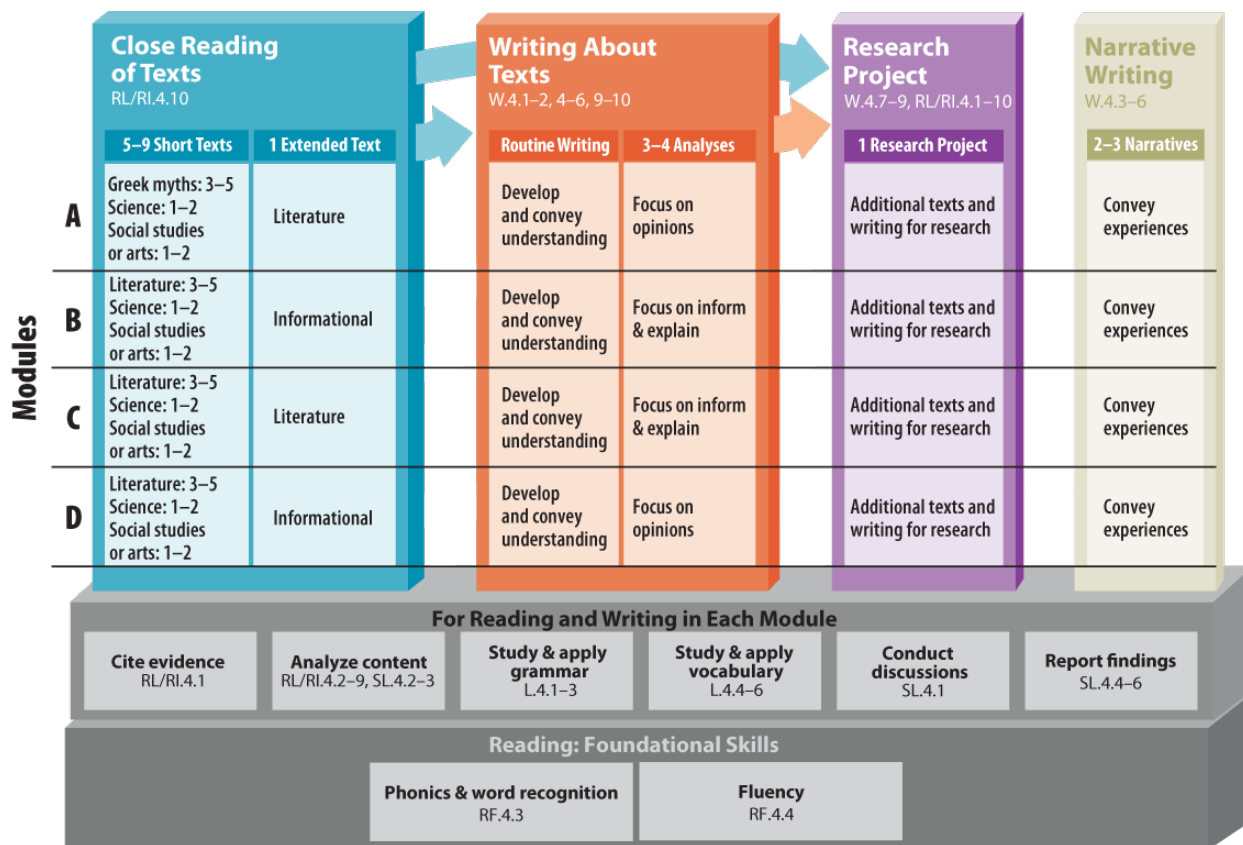 Close Reading
of Texts
RL/RI.4.10
Writing About
Texts
W.4.1–2, 4–6, 9–10
Research
Project
W.4.7–9, RL/RI.4.1–10
Narrative
Writing
W.4.3–6
5–9 Short Texts
1 Extended Text
Routine Writing
3–4 Analyses
1 Research Project
2–3 Narratives
Modules
A
Greek myths: 3–5
Science: 1–2
Social studies
or arts: 1–2
Literature
Develop
and convey
understanding
Focus on
opinions
Additional texts and
writing for research
Convey
experiences
B
Literature: 3–5
Science: 1–2
Social studies
or arts: 1–2
Informational
Develop
and convey
understanding
Focus on inform
& explain
Additional texts and
writing for research
Convey
experiences
C
Literature: 3–5
Science: 1–2
Social studies
or arts: 1–2
Literature
Develop
and convey
understanding
Focus on inform
& explain
Additional texts and
writing for research
Convey
experiences
D
Literature: 3–5
Science: 1–2
Social studies
or arts: 1–2
Informational
Develop
and convey
understanding
Focus on
opinions
Additional texts and
writing for research
Convey
experiences
For Reading and Writing in Each Module
Cite evidence
RL/RI.4.1
Analyze content
RL/RI.4.2–9, SL.4.2–3
Study & apply
grammar
L.4.1–3
Study & apply
vocabulary
L.4.4–6
Conduct
discussions
SL.4.1
Report findings
SL.4.4–6
Reading: Foundational Skills
Phonics & word recognition
RF.4.3
Fluency
RF.4.4